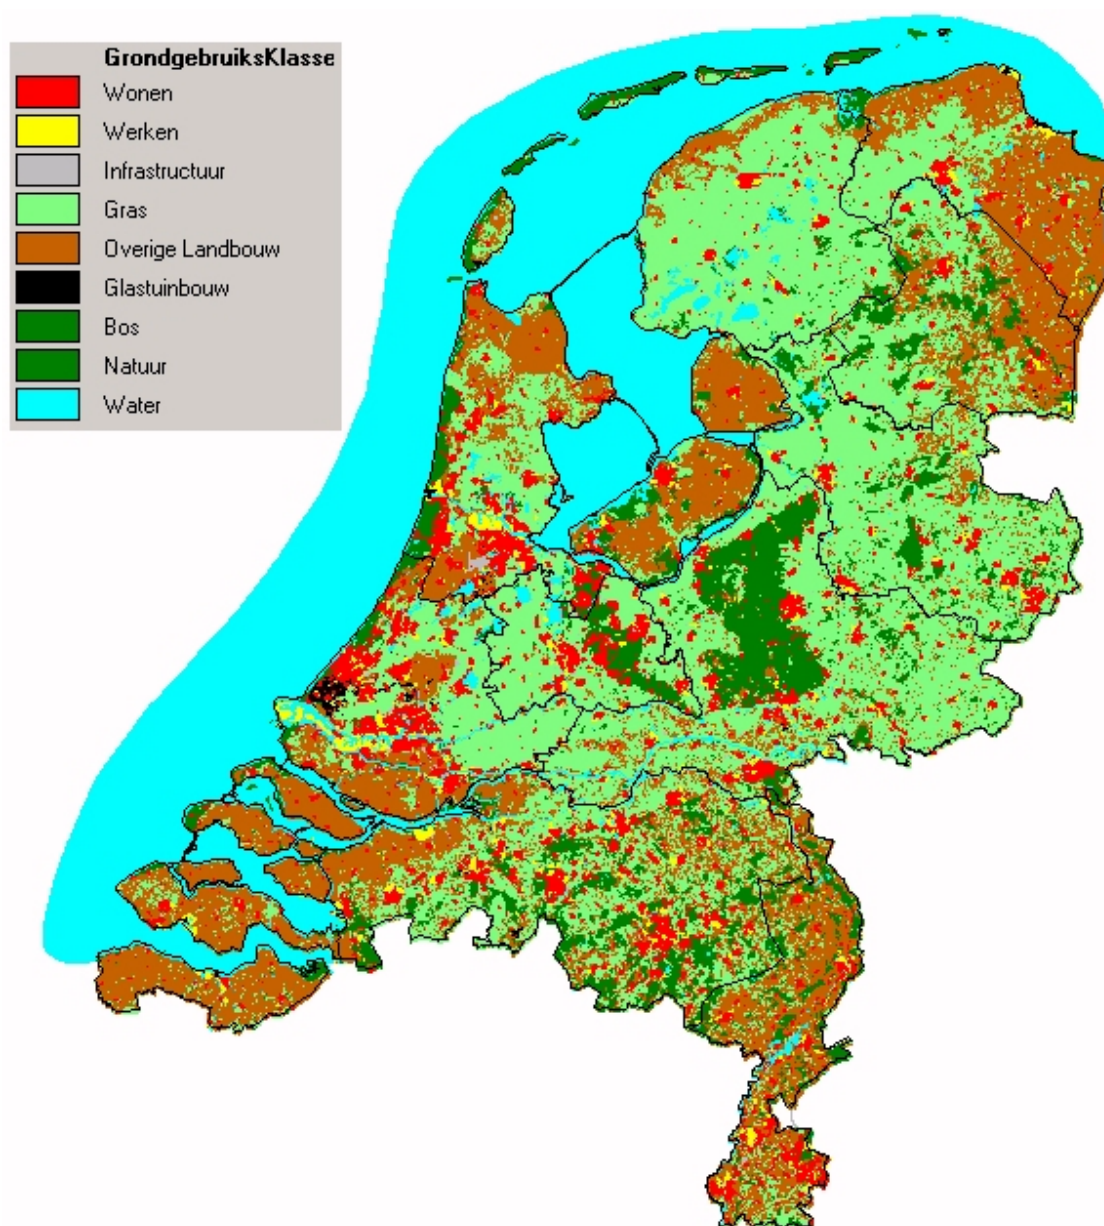 GrondgebruiksKlasse
Wonen
Werken
Infrastructuur
Gras
Overige Landbouw
Glastuinbouw
Bos
Natuur
Water